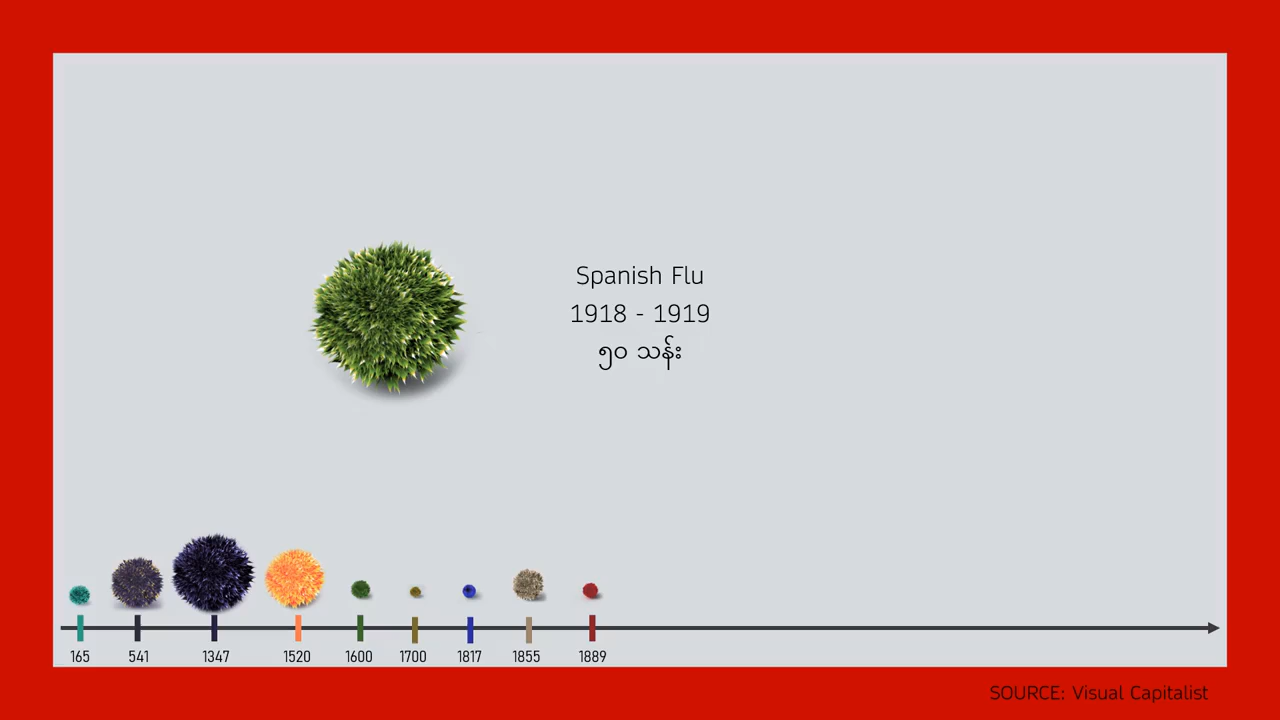 Spanish Flu
1918 - 1919
၅၀ သန်း
165 541 1347 1520 1600 1700 1817 1855 1889
SOURCE: Visual Capitalist